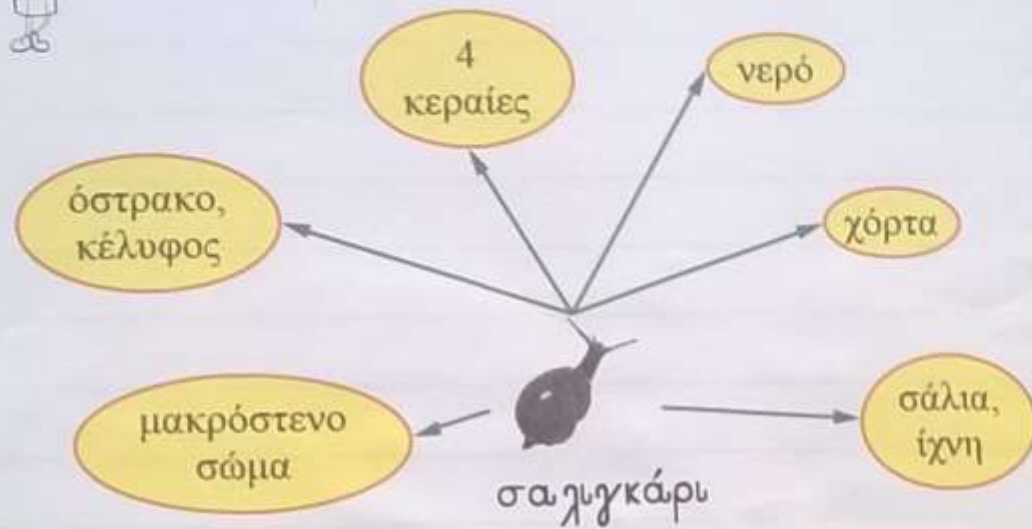 4
κεραίες
νερό
όστρακο,
κέλυφος
χόρτα
μακρόστενο
σώμα
σάλια,
ίχνη
σαλιγκάρι